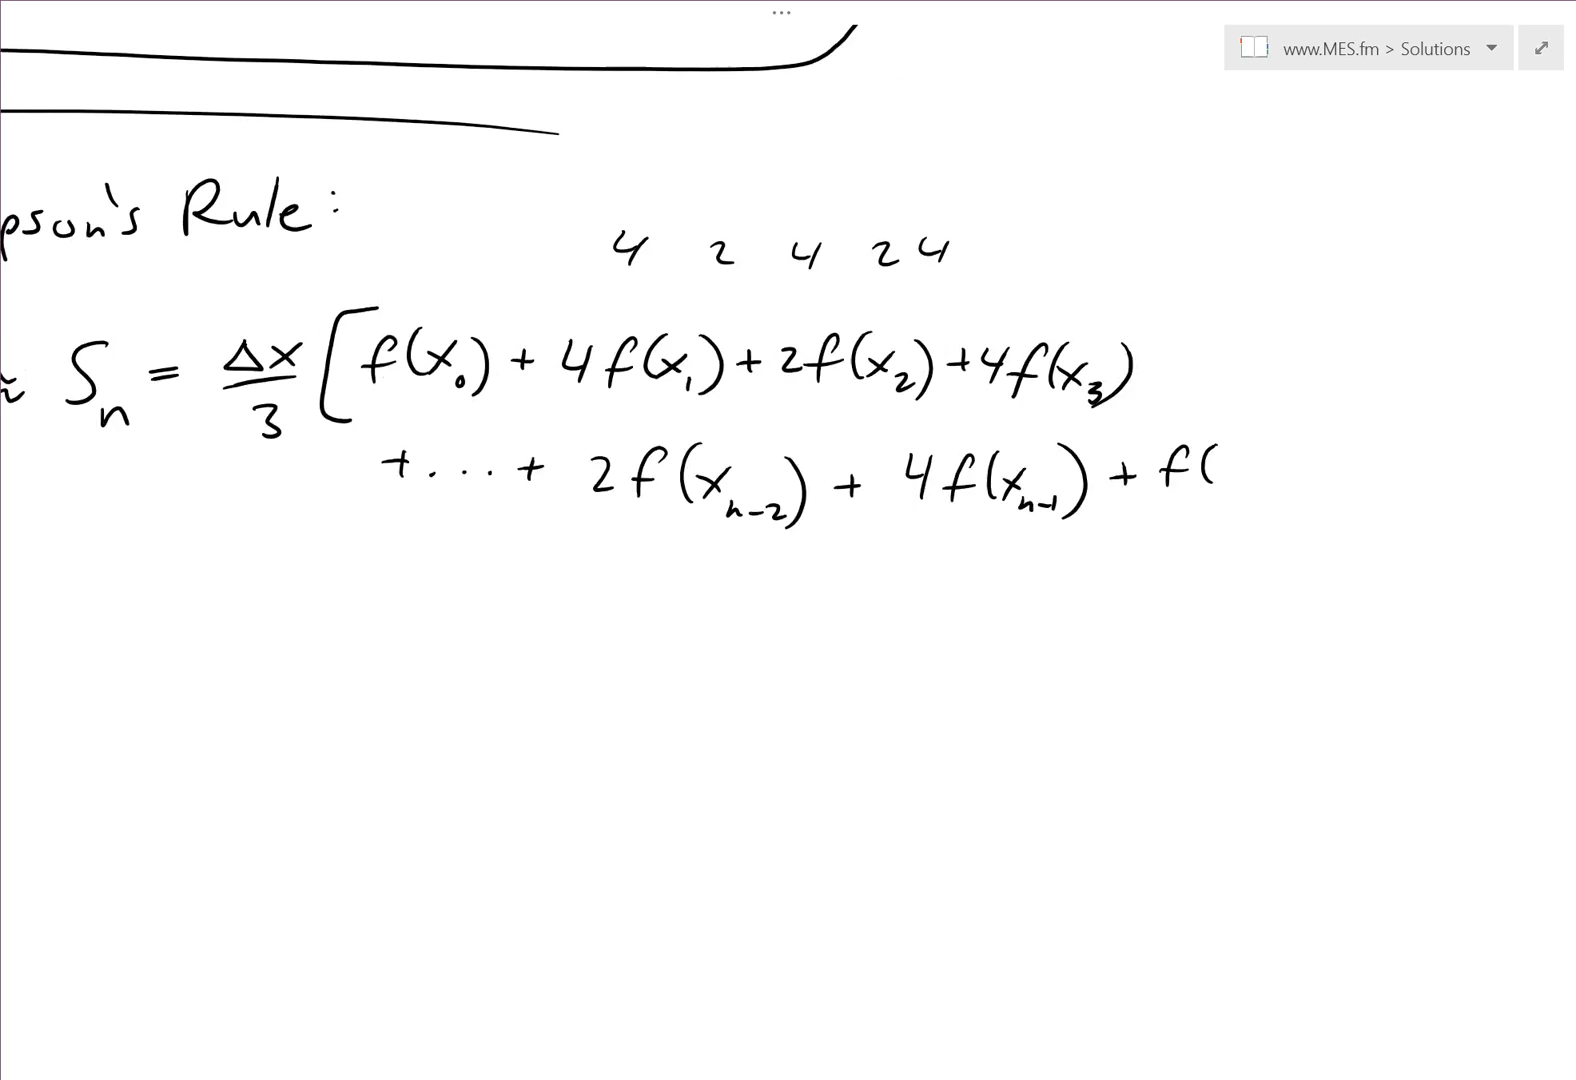 www.MES.fm > Solutions
pson's Rule:
4 2 4 2 4
≈ Sₙ = Δx/3 [f(x₀) + 4f(x₁) + 2f(x₂) + 4f(x₃)
+ ... + 2f(xₙ₋₂) + 4f(xₙ₋₁) + f(